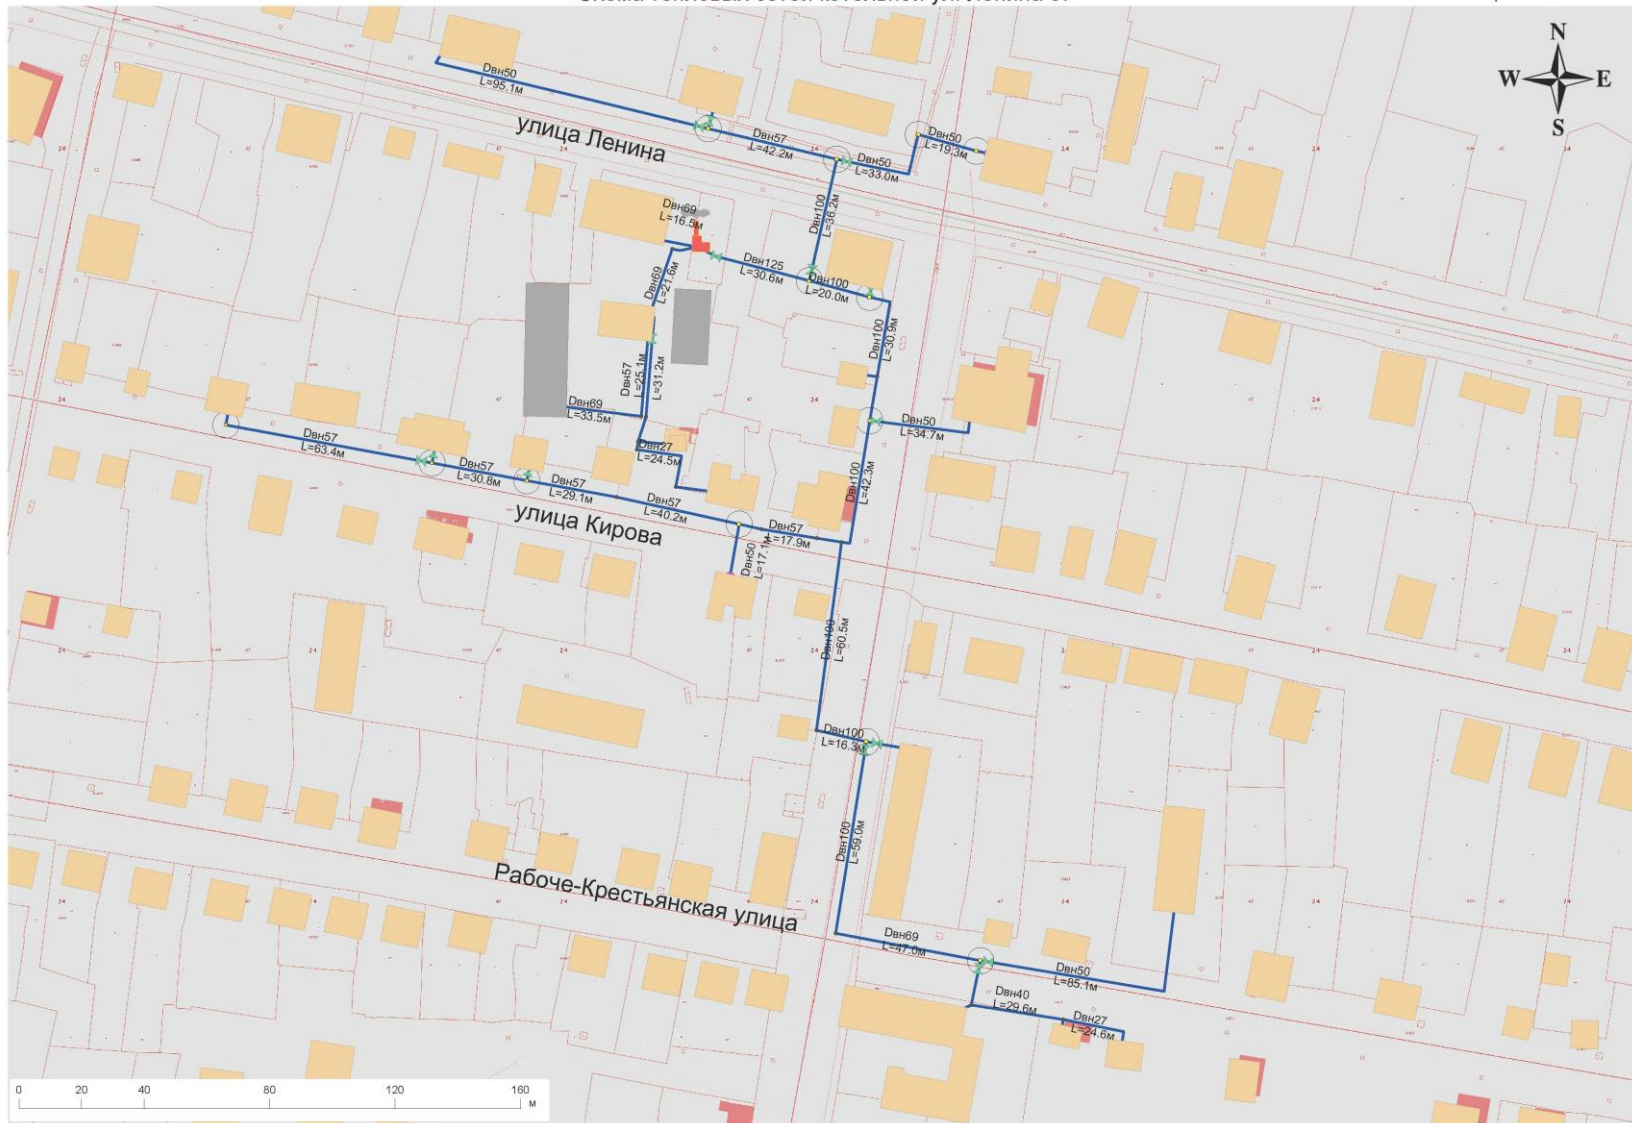 N
W E
S
Dвн50
L=95.1м
улица Ленина
Dвн57
L=42.2м
Dвн50
L=33.0м
Dвн50
L=19.3м
Dвн69
L=16.5м
Dвн100
L=36.2м
Dвн125
L=30.6м
Dвн100
L=20.0м
Dвн69
L=21.6м
Dвн100
L=30.9м
Dвн57
L=25.1м
L=31.2м
Dвн69
L=33.5м
Dвн50
L=34.7м
Dвн27
L=24.5м
Dвн100
L=42.3м
Dвн57
L=63.4м
Dвн57
L=30.8м
Dвн57
L=29.1м
Dвн57
L=40.2м
Dвн57
L=17.9м
улица Кирова
Dвн50
L=17.1м
Dвн100
L=60.5м
Dвн100
L=16.3м
Dвн100
L=59.0м
Рабоче-Крестьянская улица
Dвн69
L=47.0м
Dвн50
L=85.1м
Dвн40
L=29.6м
Dвн27
L=24.6м
0 20 40 80 120 160
м